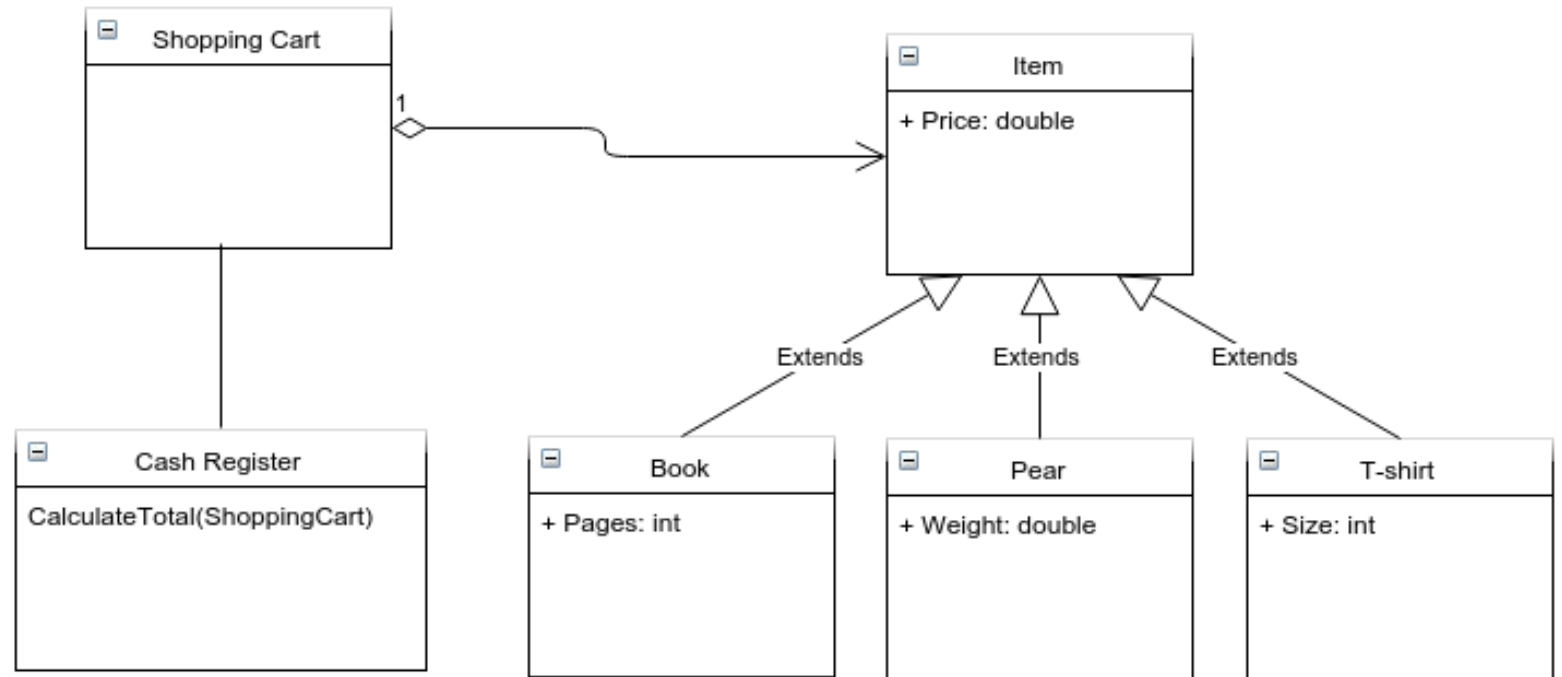 Shopping Cart
1
Item
+ Price: double
Extends
Extends
Extends
Cash Register
CalculateTotal(ShoppingCart)
Book
+ Pages: int
Pear
+ Weight: double
T-shirt
+ Size: int